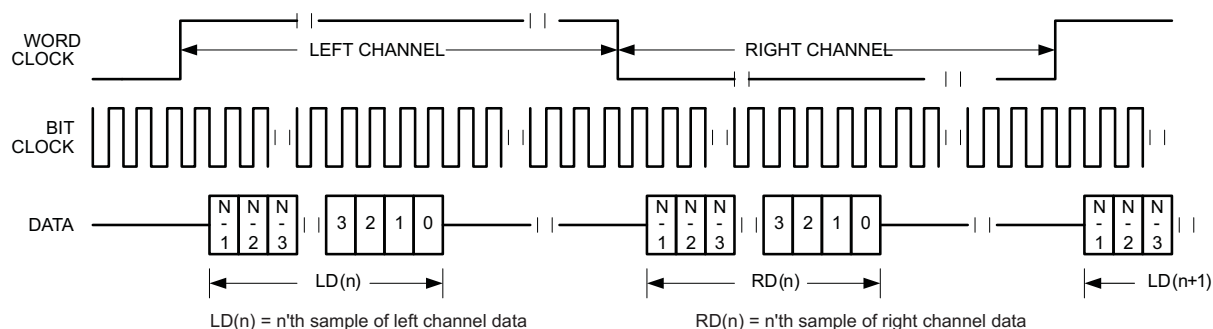 WORD
CLOCK
LEFT CHANNEL
RIGHT CHANNEL
BIT
CLOCK
DATA
N
-
1
N
-
2
N
-
3
3 2 1 0
N
-
1
N
-
2
N
-
3
3 2 1 0
N
-
1
N
-
2
N
-
3
LD(n)
RD(n)
LD(n+1)
LD(n) = n'th sample of left channel data
RD(n) = n'th sample of right channel data